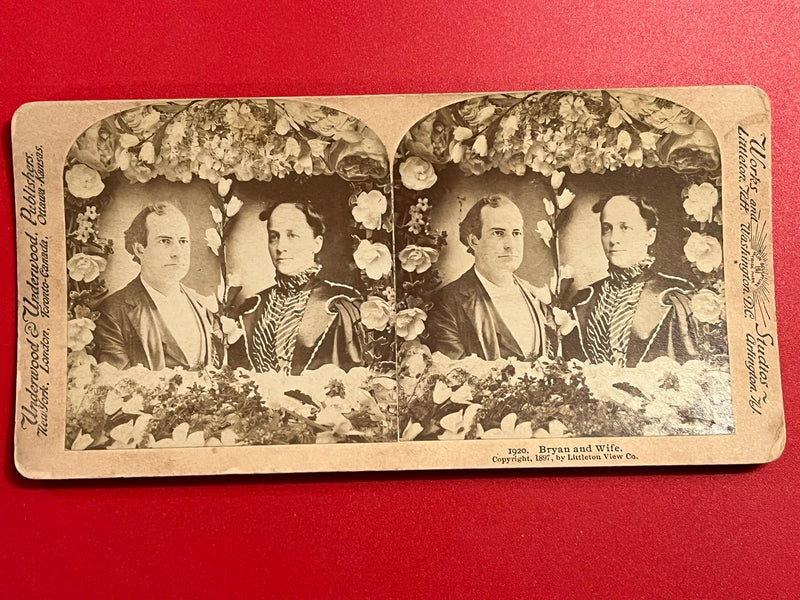 Underwood & Underwood, Publishers.
New York, London, Toronto-Canada, Ottawa Kansas.
Works and Studios
Littleton, N.H. Washington, D.C. Arlington, N.J.
1920. Bryan and Wife.
Copyright, 1897, by Littleton View Co.